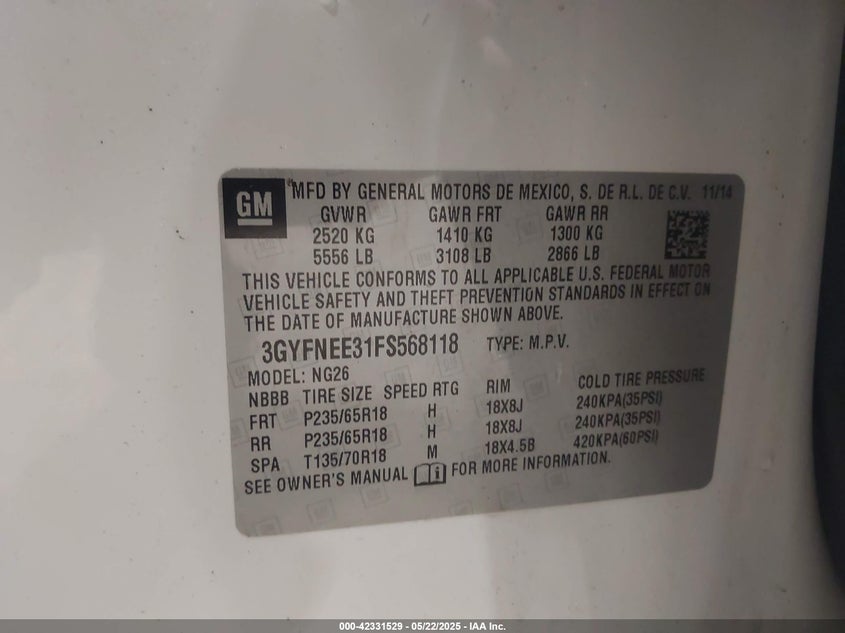 GM
MFD BY GENERAL MOTORS DE MEXICO, S. DE R.L. DE C.V. 11/14
GVWR GAWR FRT GAWR RR
2520 KG 1410 KG 1300 KG
5556 LB 3108 LB 2866 LB
THIS VEHICLE CONFORMS TO ALL APPLICABLE U.S. FEDERAL MOTOR
VEHICLE SAFETY AND THEFT PREVENTION STANDARDS IN EFFECT ON
THE DATE OF MANUFACTURE SHOWN ABOVE.
3GYFNEE31FS568118 TYPE: M.P.V.
MODEL: NG26
NBBB TIRE SIZE SPEED RTG RIM COLD TIRE PRESSURE
FRT P235/65R18 H 18X8J 240KPA(35PSI)
RR P235/65R18 H 18X8J 240KPA(35PSI)
SPA T135/70R18 M 18X4.5B 420KPA(60PSI)
SEE OWNER'S MANUAL FOR MORE INFORMATION.
000-42331529 - 05/22/2025 - IAA Inc.